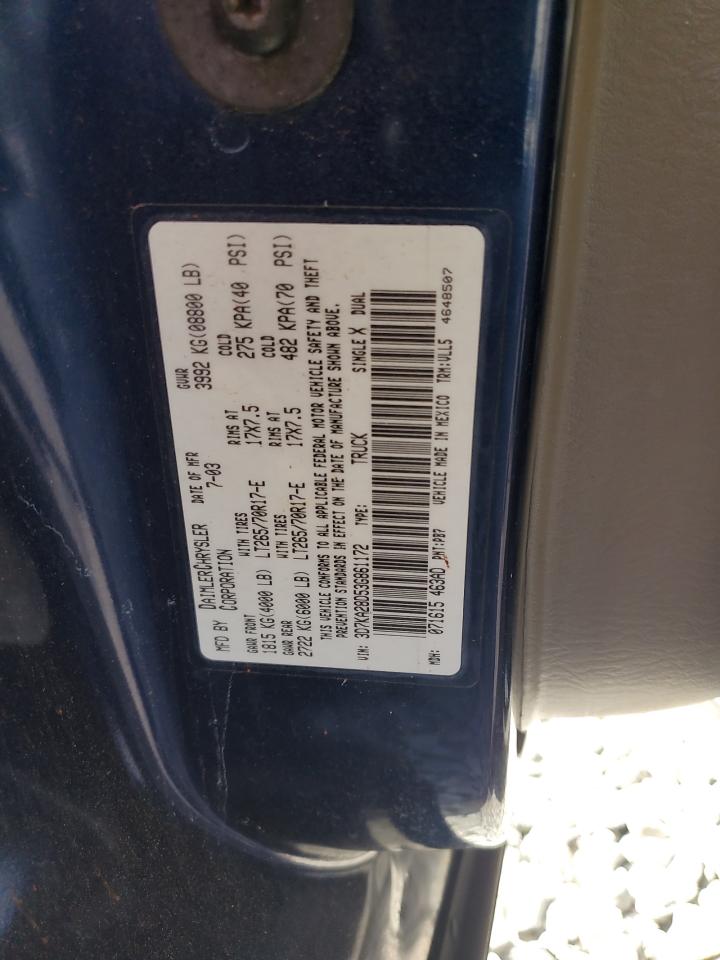 MFD BY DAIMLERCHRYSLER CORPORATION DATE OF MFR 7-03 GVWR 3992 KG(08800 LB)
GAWR FRONT WITH TIRES RIMS AT COLD
1815 KG(4000 LB) LT265/70R17-E 17X7.5 275 KPA(40 PSI)
GAWR REAR WITH TIRES RIMS AT COLD
2722 KG(6000 LB) LT265/70R17-E 17X7.5 482 KPA(70 PSI)
THIS VEHICLE CONFORMS TO ALL APPLICABLE FEDERAL MOTOR VEHICLE SAFETY AND THEFT
PREVENTION STANDARDS IN EFFECT ON THE DATE OF MANUFACTURE SHOWN ABOVE.
VIN: 3D7KA28D53G861172 TYPE: TRUCK SINGLE X DUAL
MDH: 071615 463AD PNT:PB7 VEHICLE MADE IN MEXICO TRM:VLL5 4648507